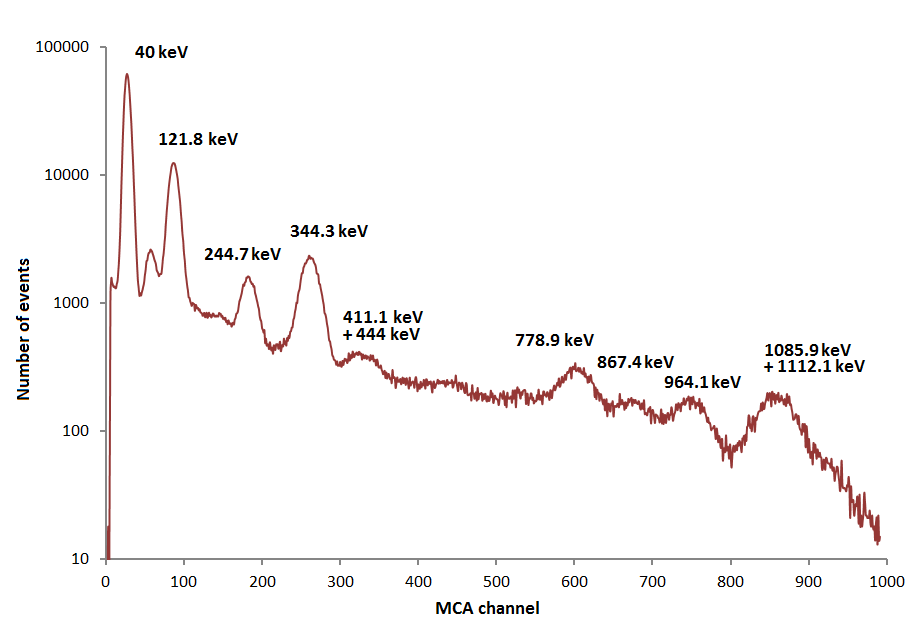 100000
10000
1000
100
10
Number of events
40 keV
121.8 keV
244.7 keV
344.3 keV
411.1 keV
+ 444 keV
778.9 keV
867.4 keV
964.1 keV
1085.9 keV
+ 1112.1 keV
0 100 200 300 400 500 600 700 800 900 1000
MCA channel